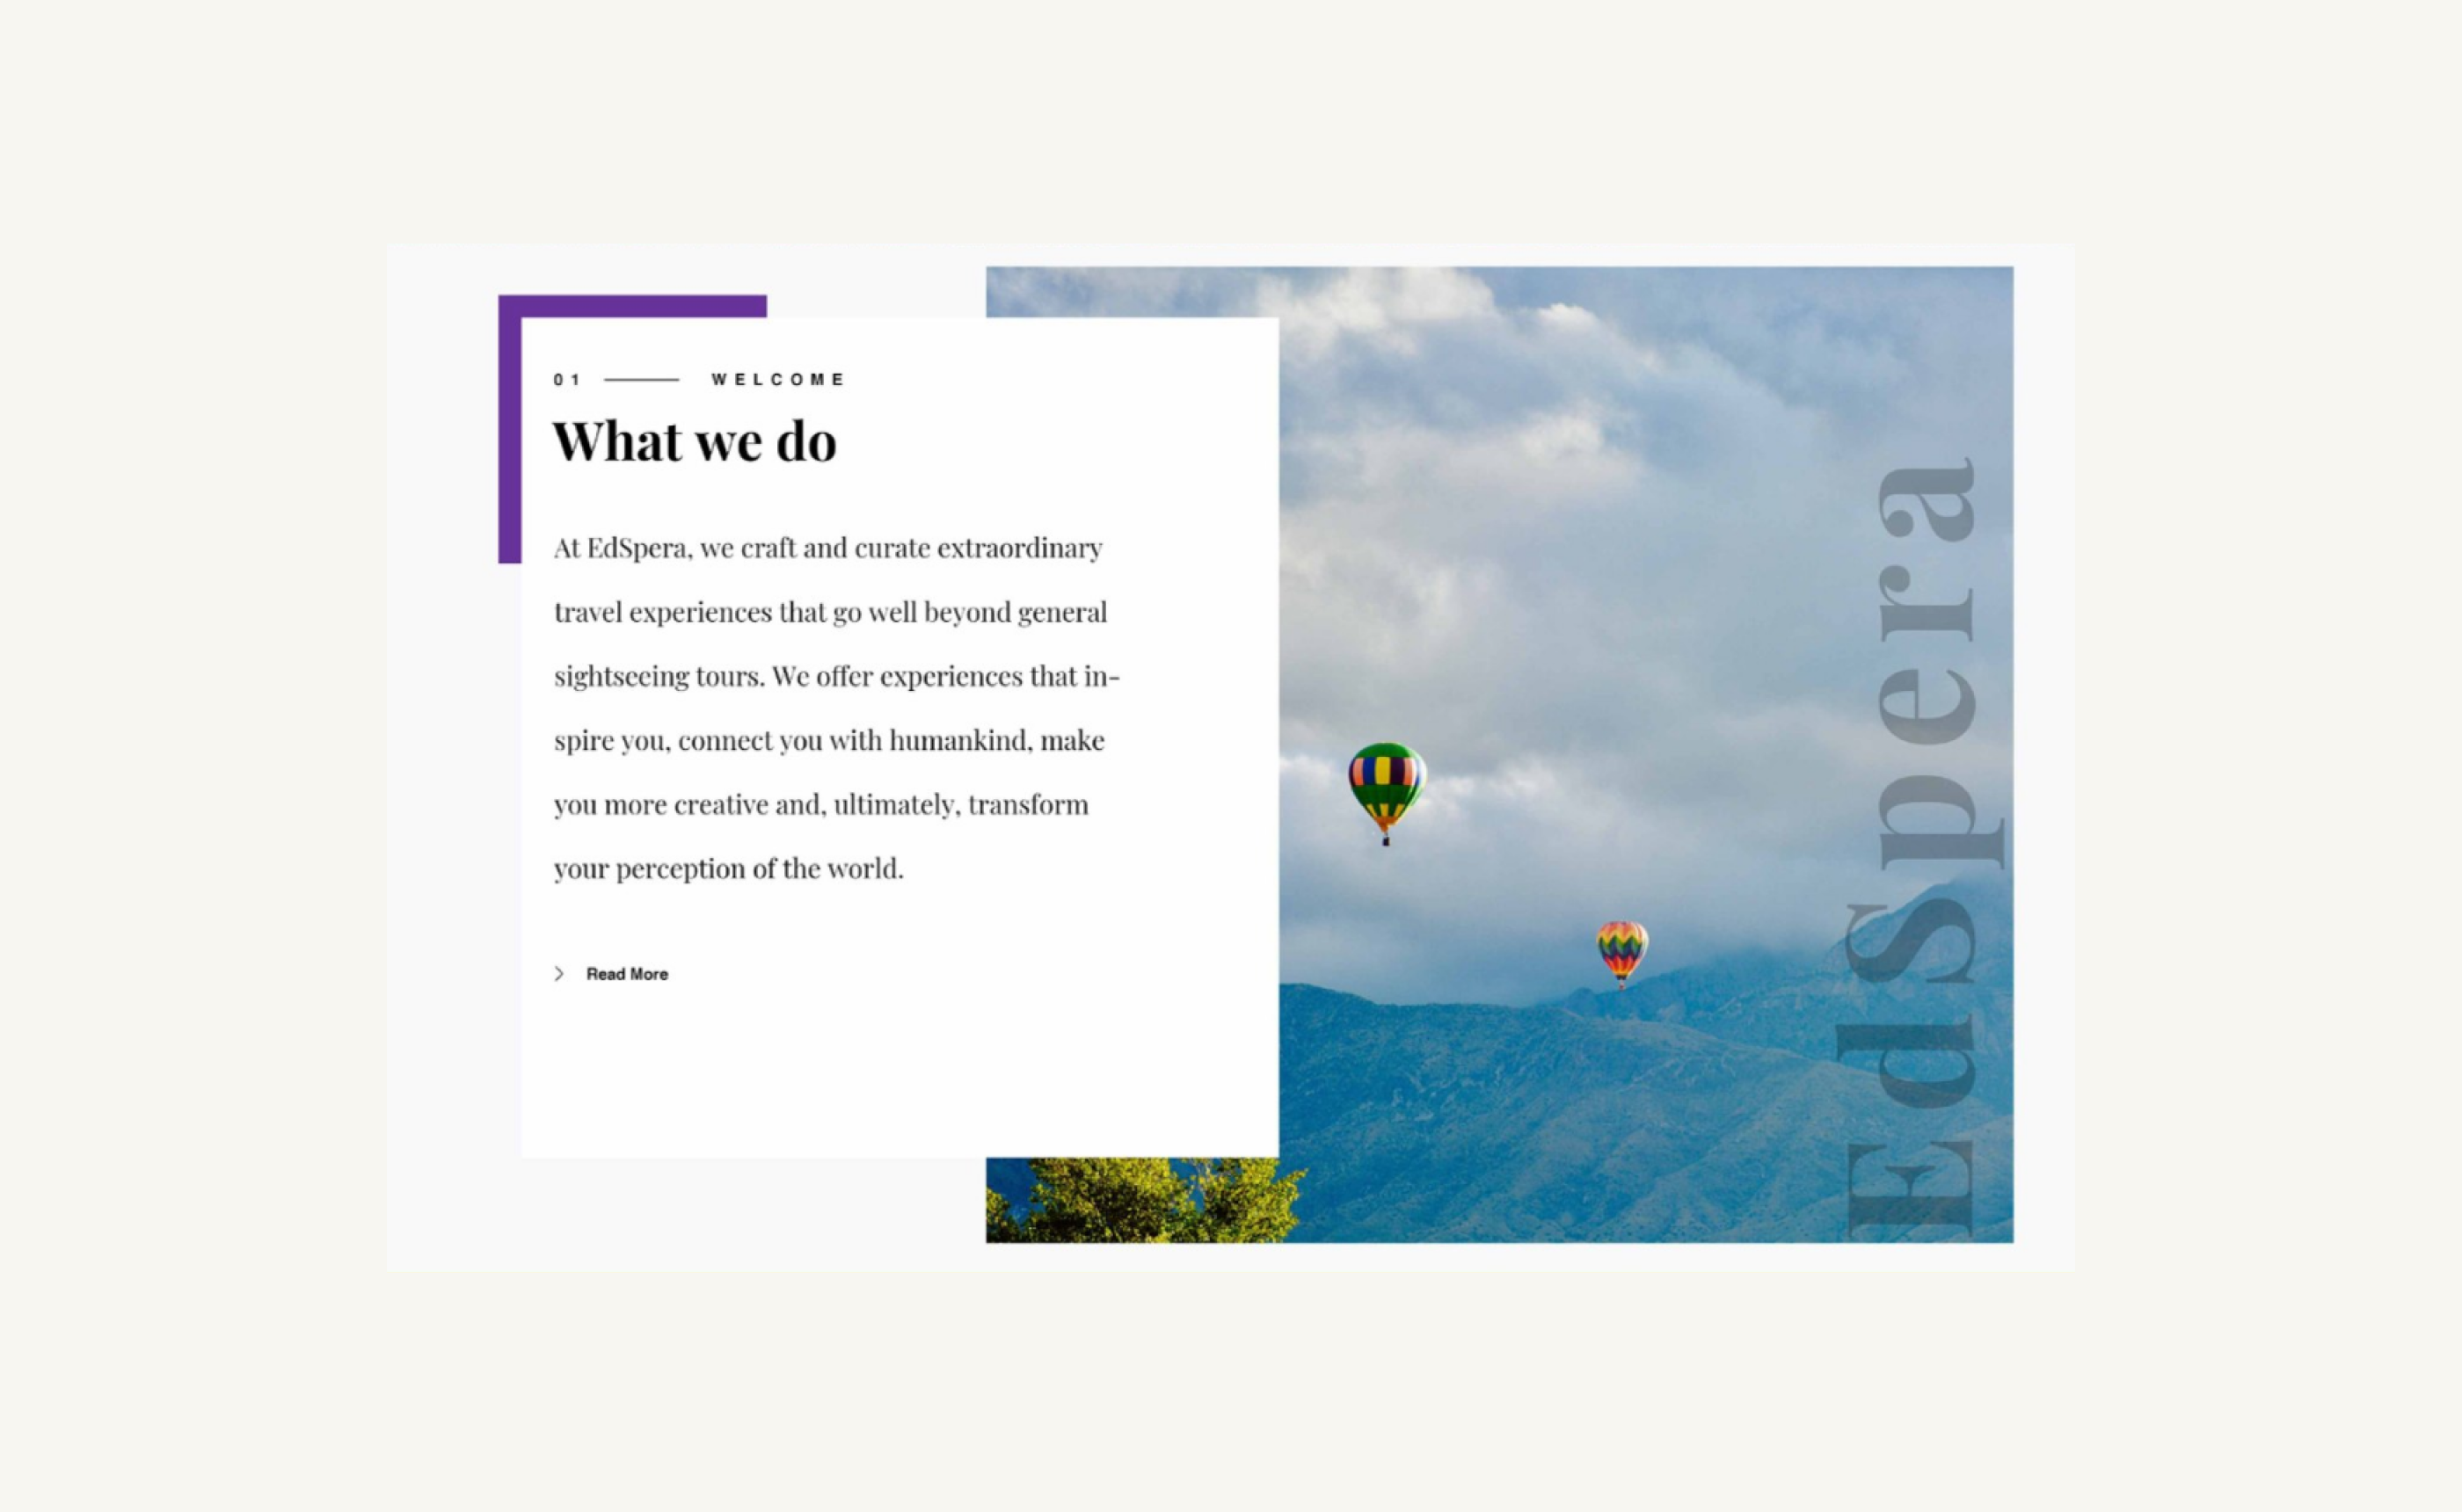 01 WELCOME
What we do
At EdSpera, we craft and curate extraordinary
travel experiences that go well beyond general
sightseeing tours. We offer experiences that in-
spire you, connect you with humankind, make
you more creative and, ultimately, transform
your perception of the world.
> Read More
EdSpera